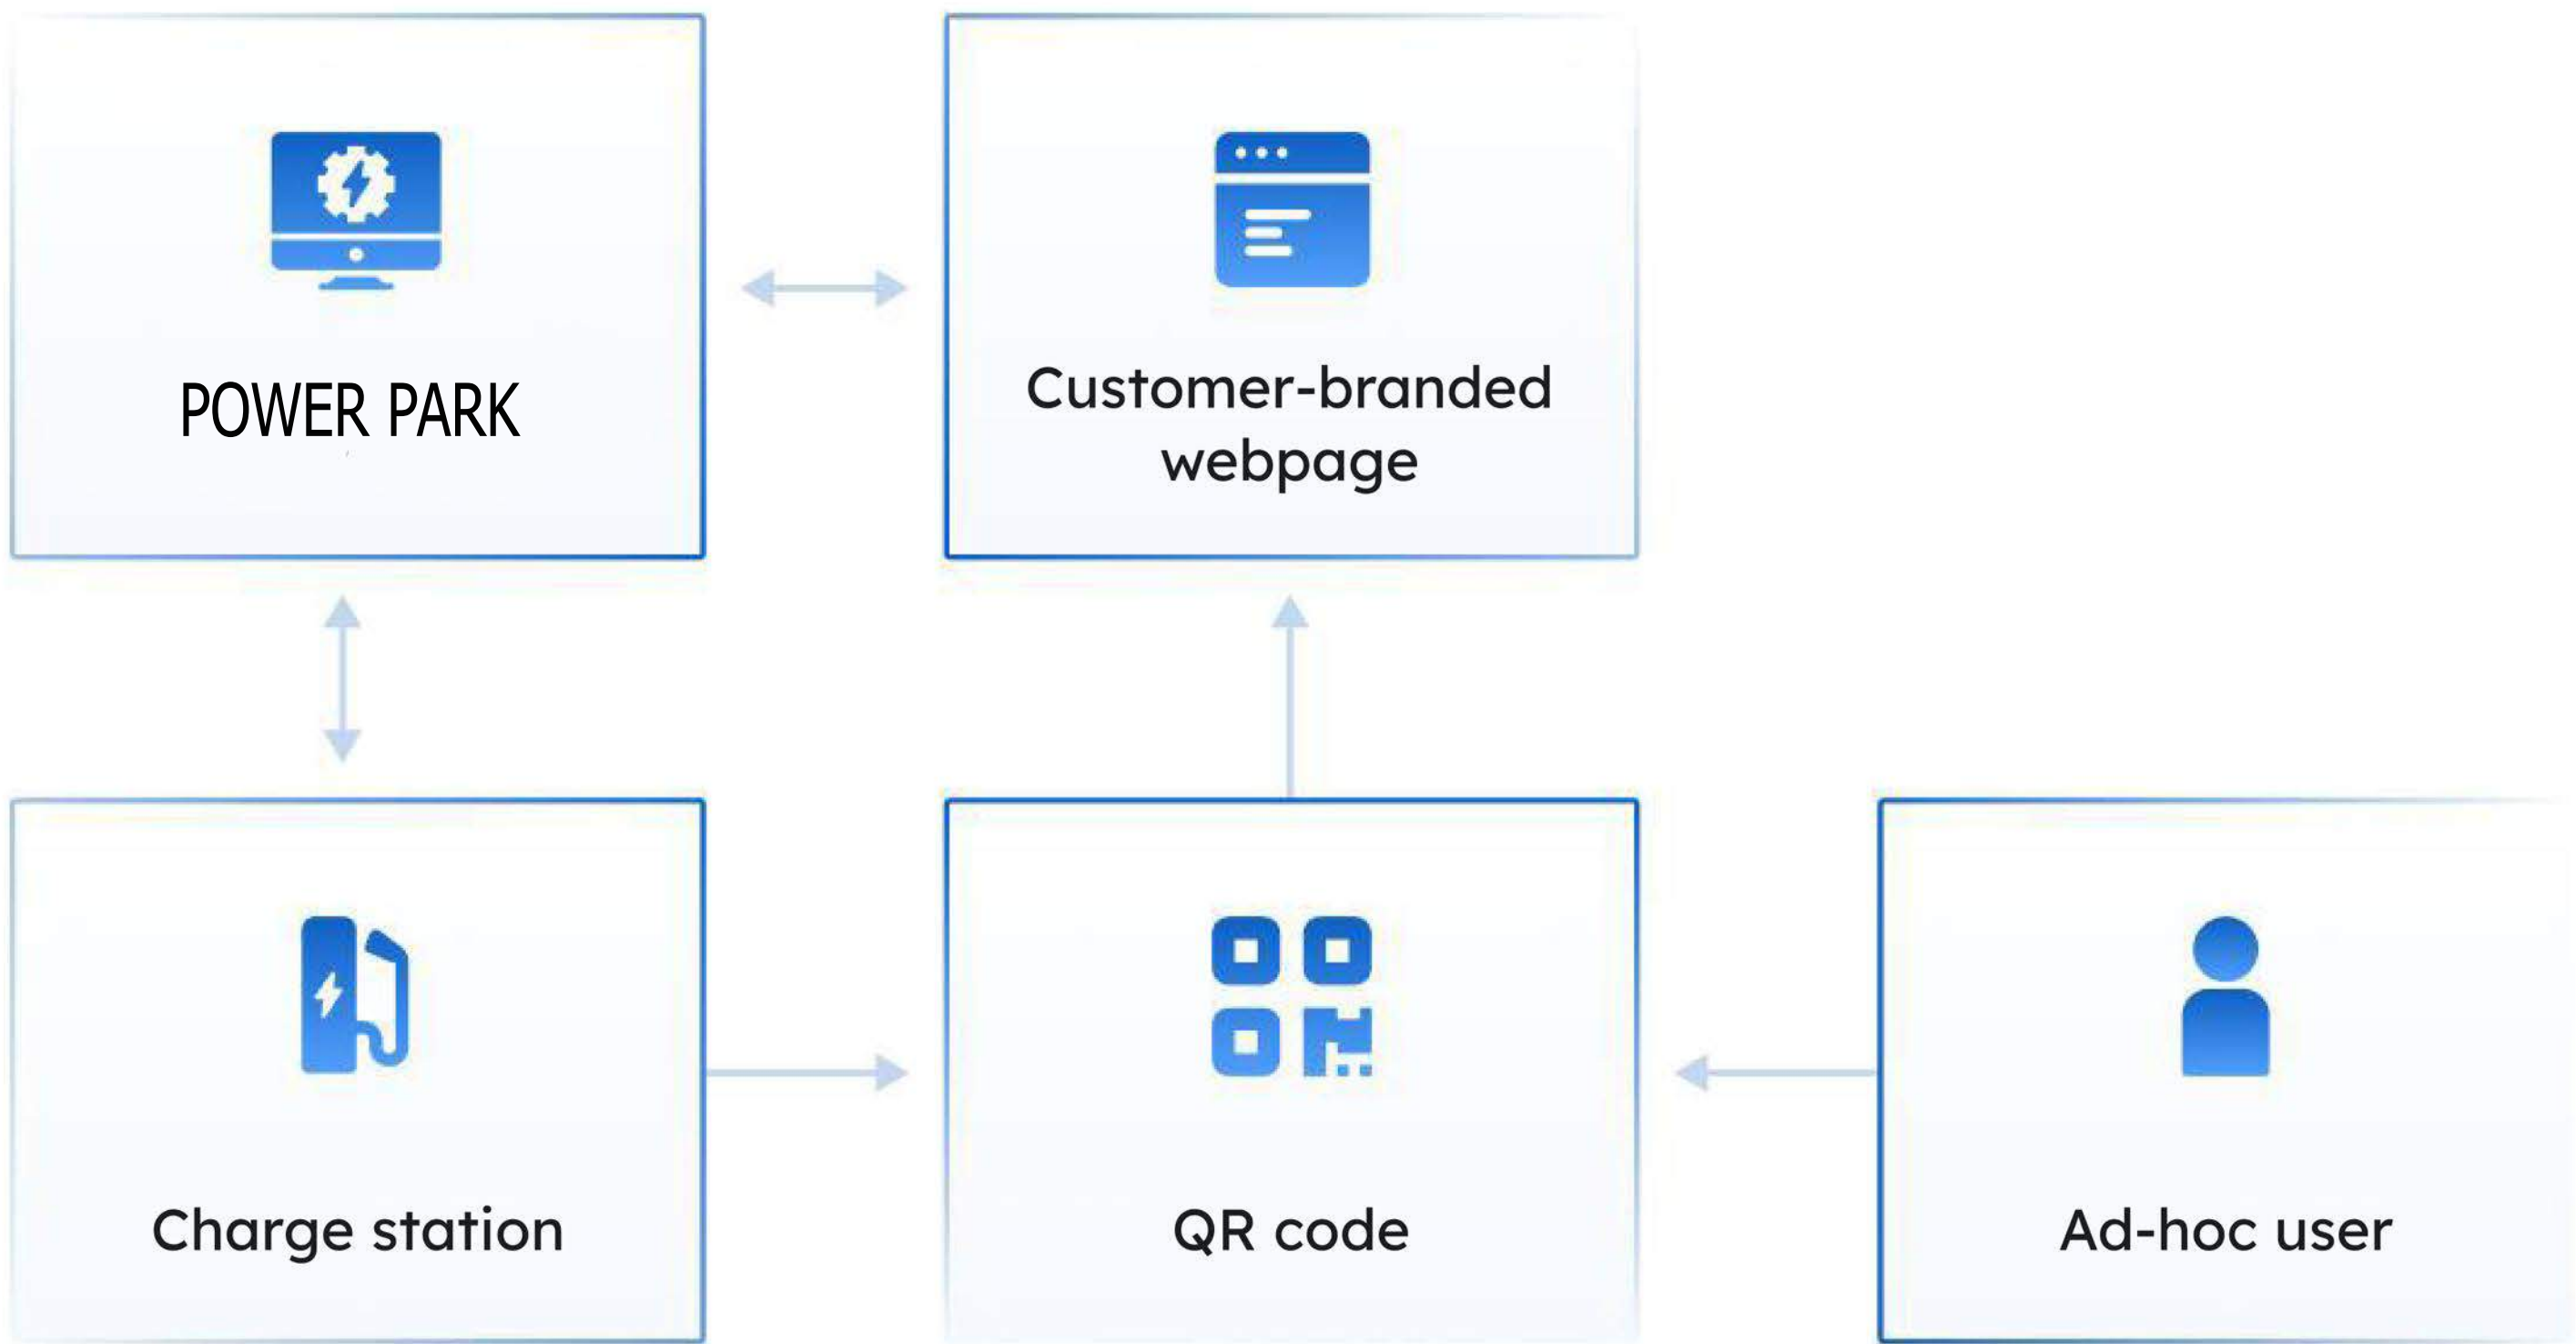 POWER PARK
Customer-branded
webpage
Charge station
QR code
Ad-hoc user